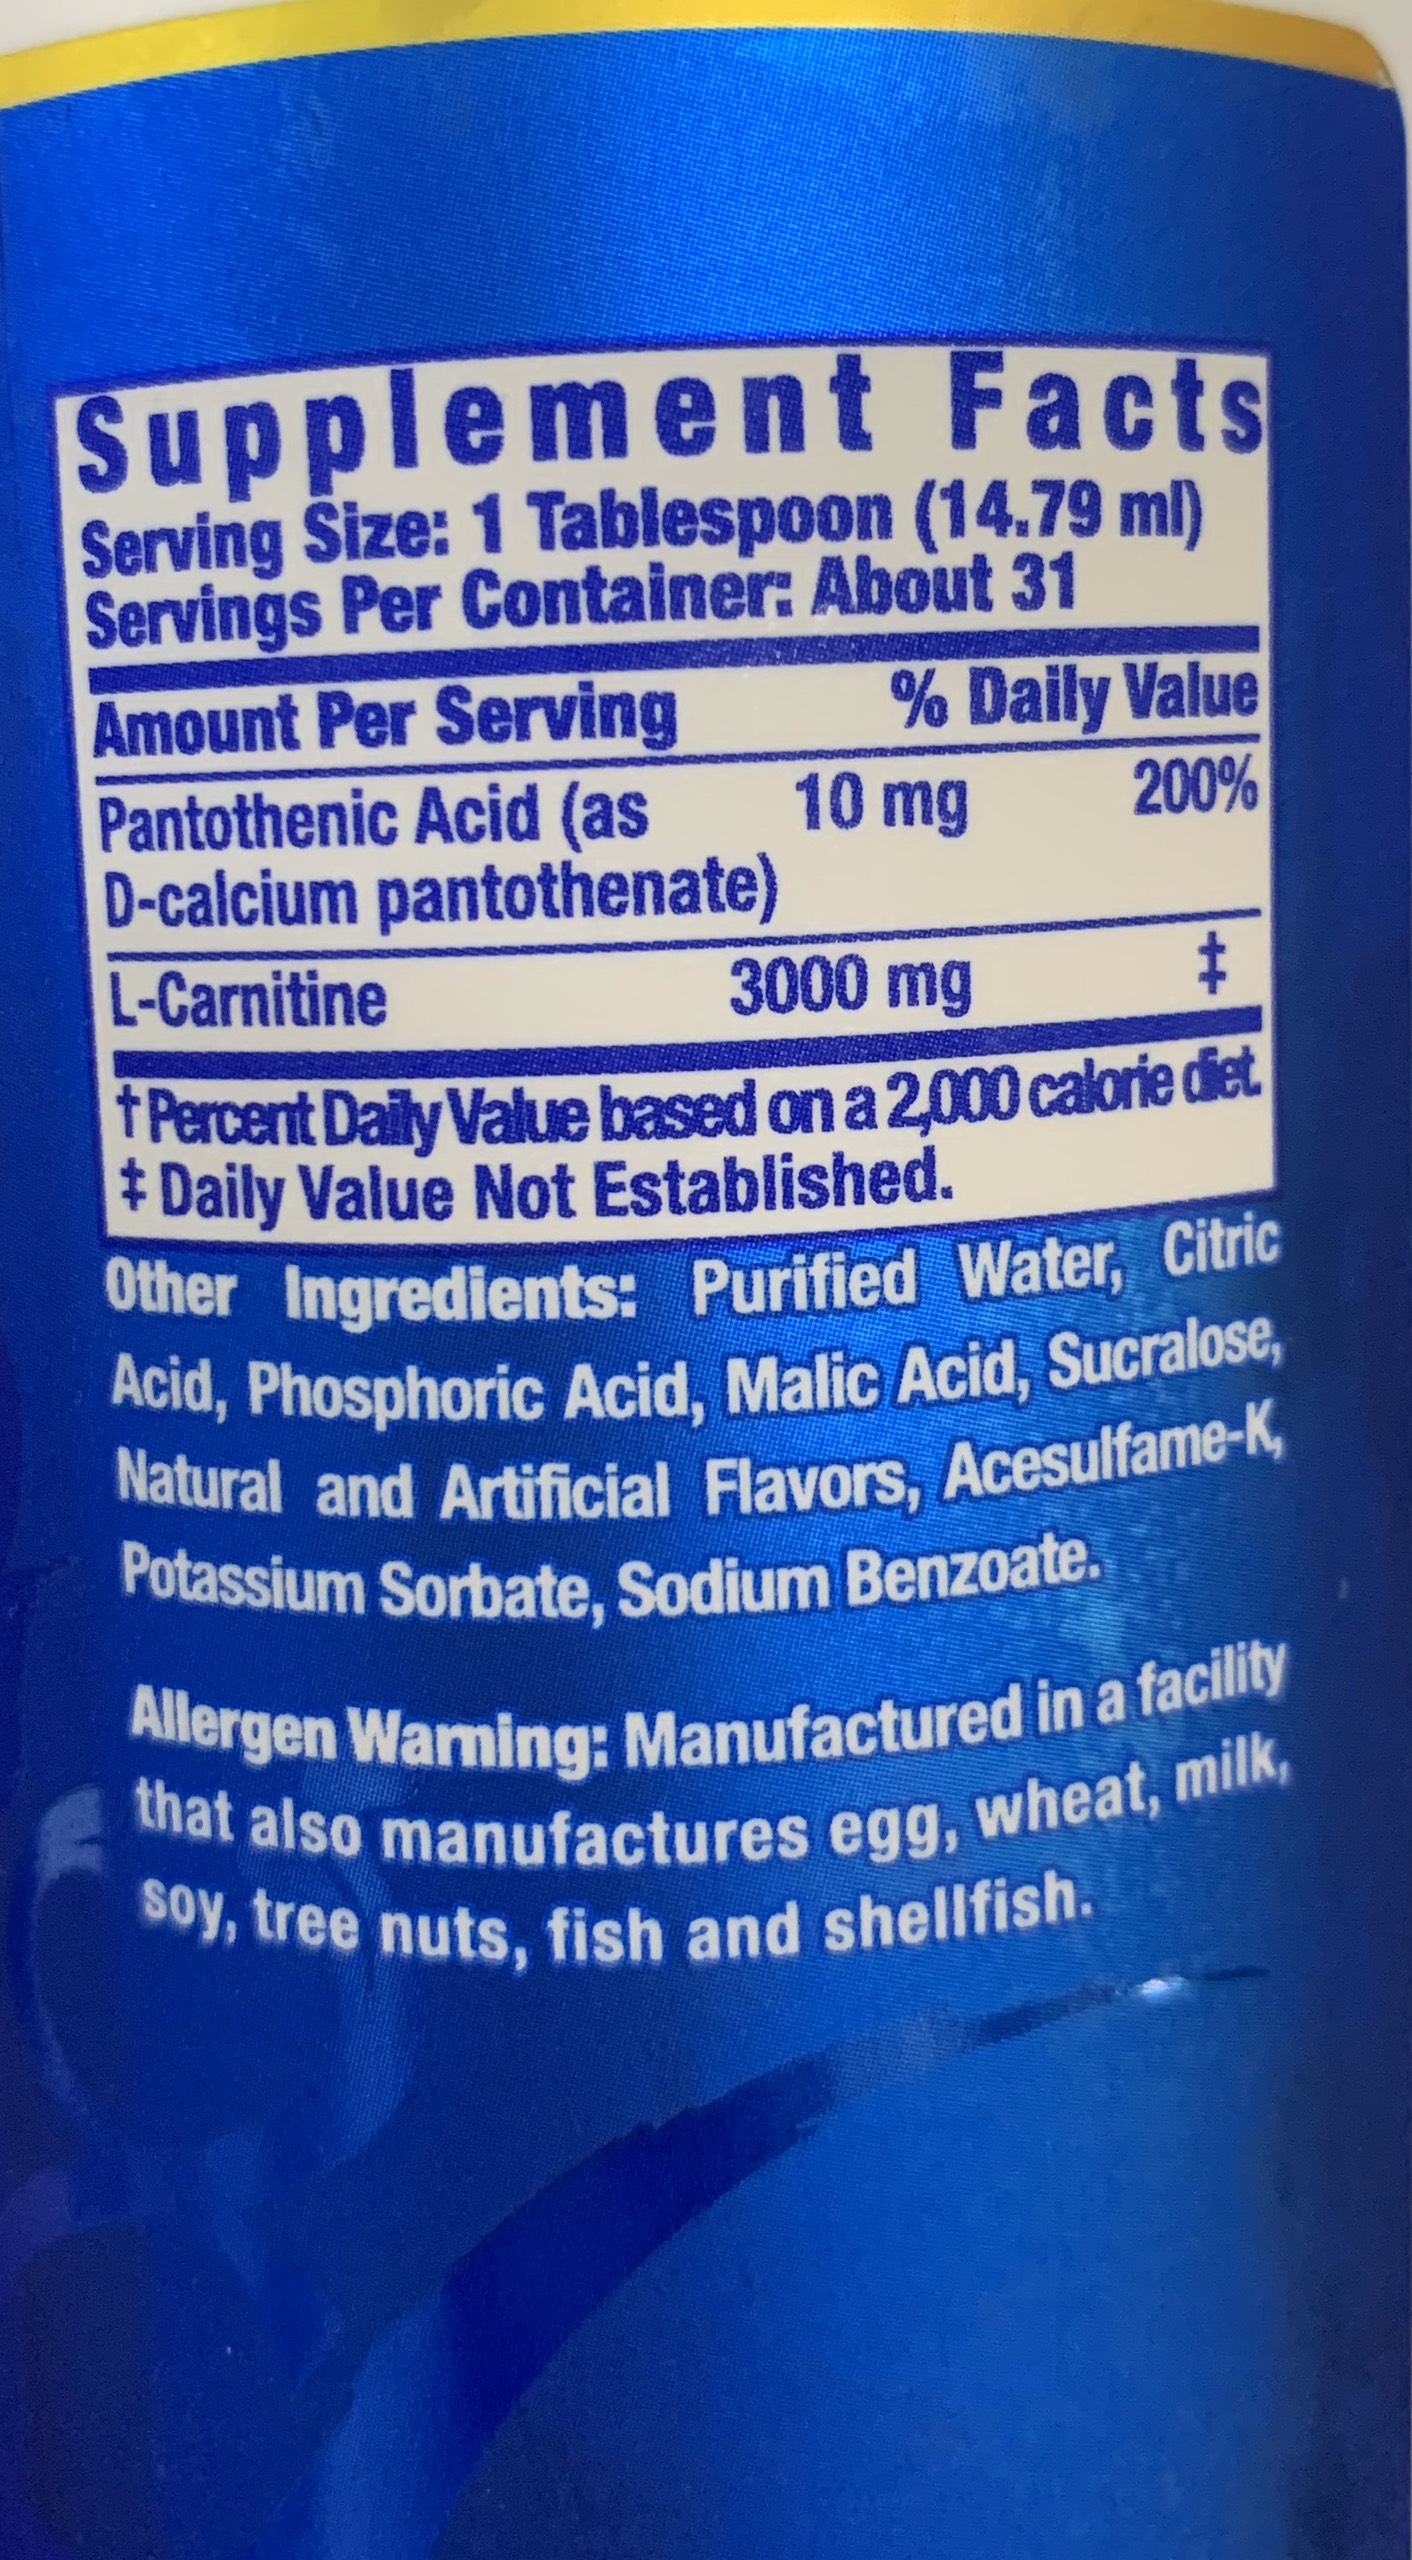 Supplement Facts
Serving Size: 1 Tablespoon (14.79 ml)
Servings Per Container: About 31
Amount Per Serving % Daily Value
Pantothenic Acid (as 10 mg 200%
D-calcium pantothenate)
L-Carnitine 3000 mg ‡
† Percent Daily Value based on a 2,000 calorie diet.
‡ Daily Value Not Established.
Other Ingredients: Purified Water, Citric
Acid, Phosphoric Acid, Malic Acid, Sucralose,
Natural and Artificial Flavors, Acesulfame-K,
Potassium Sorbate, Sodium Benzoate.
Allergen Warning: Manufactured in a facility
that also manufactures egg, wheat, milk,
soy, tree nuts, fish and shellfish.